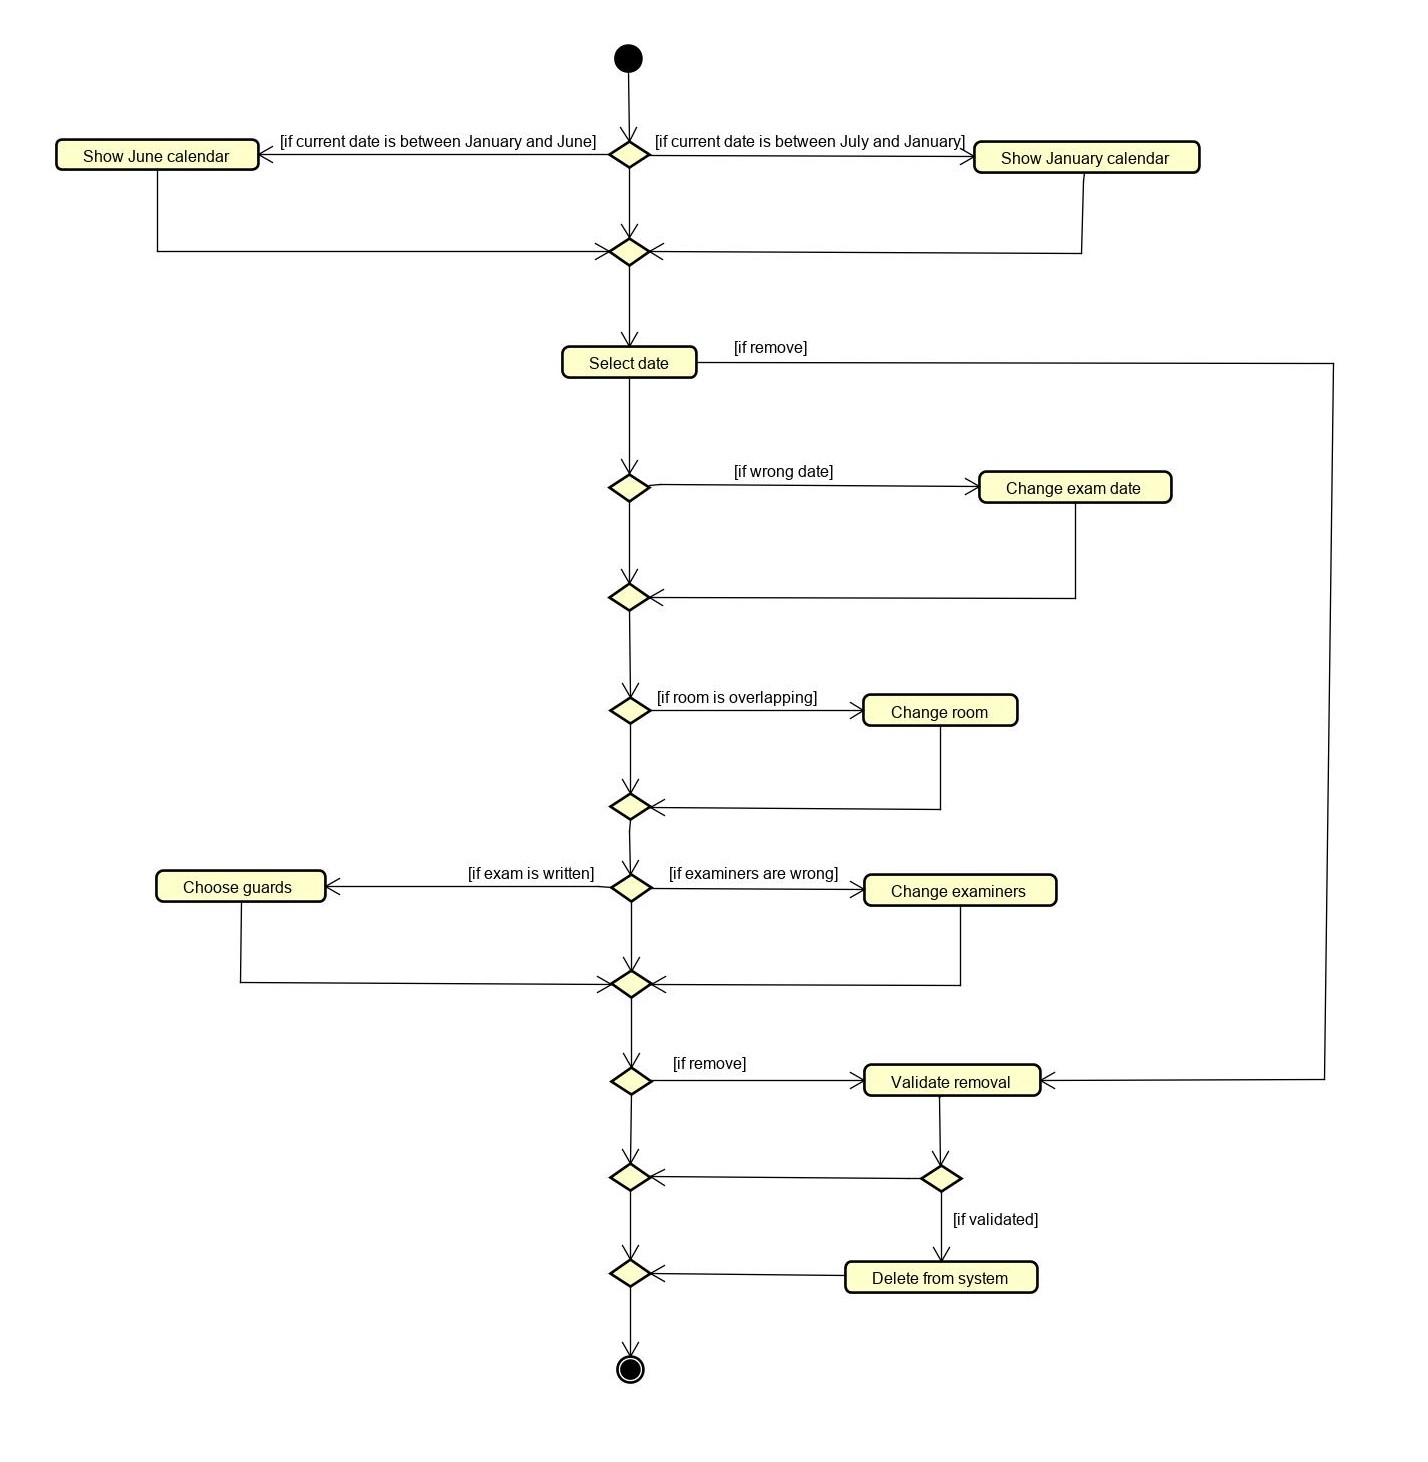 [if current date is between January and June]
[if current date is between July and January]
Show June calendar
Show January calendar
Select date
[if remove]
[if wrong date]
Change exam date
[if room is overlapping]
Change room
[if exam is written]
[if examiners are wrong]
Choose guards
Change examiners
[if remove]
Validate removal
[if validated]
Delete from system